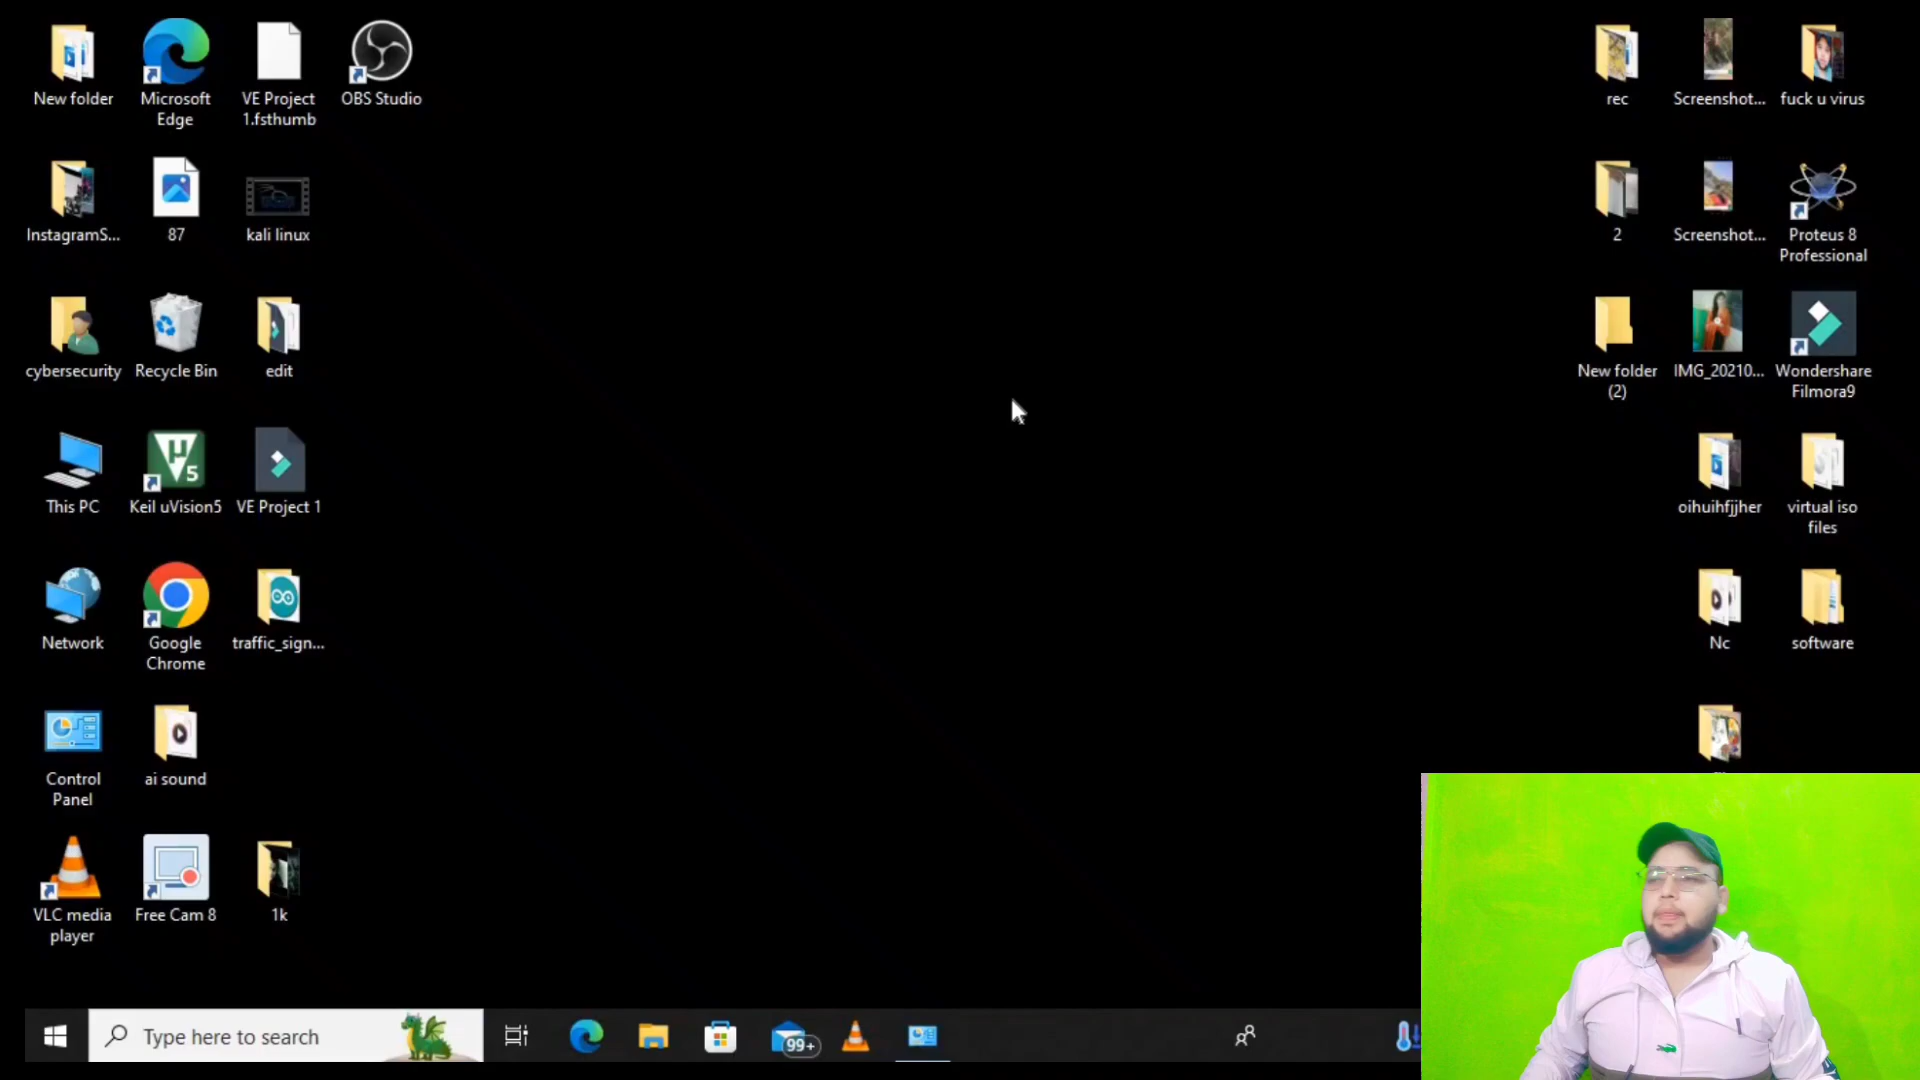 New folder
Microsoft
Edge
VE Project
1.fsthumb
OBS Studio
rec
Screenshot...
fuck u virus
InstagramS...
87
kali linux
2
Screenshot...
Proteus 8
Professional
cybersecurity
Recycle Bin
edit
New folder
(2)
IMG_20210...
Wondershare
Filmora9
This PC
Keil uVision5
VE Project 1
oihuihfjjher
virtual iso
files
Network
Google
Chrome
traffic_sign...
Nc
software
Control
Panel
ai sound
VLC media
player
Free Cam 8
1k
Type here to search
99+